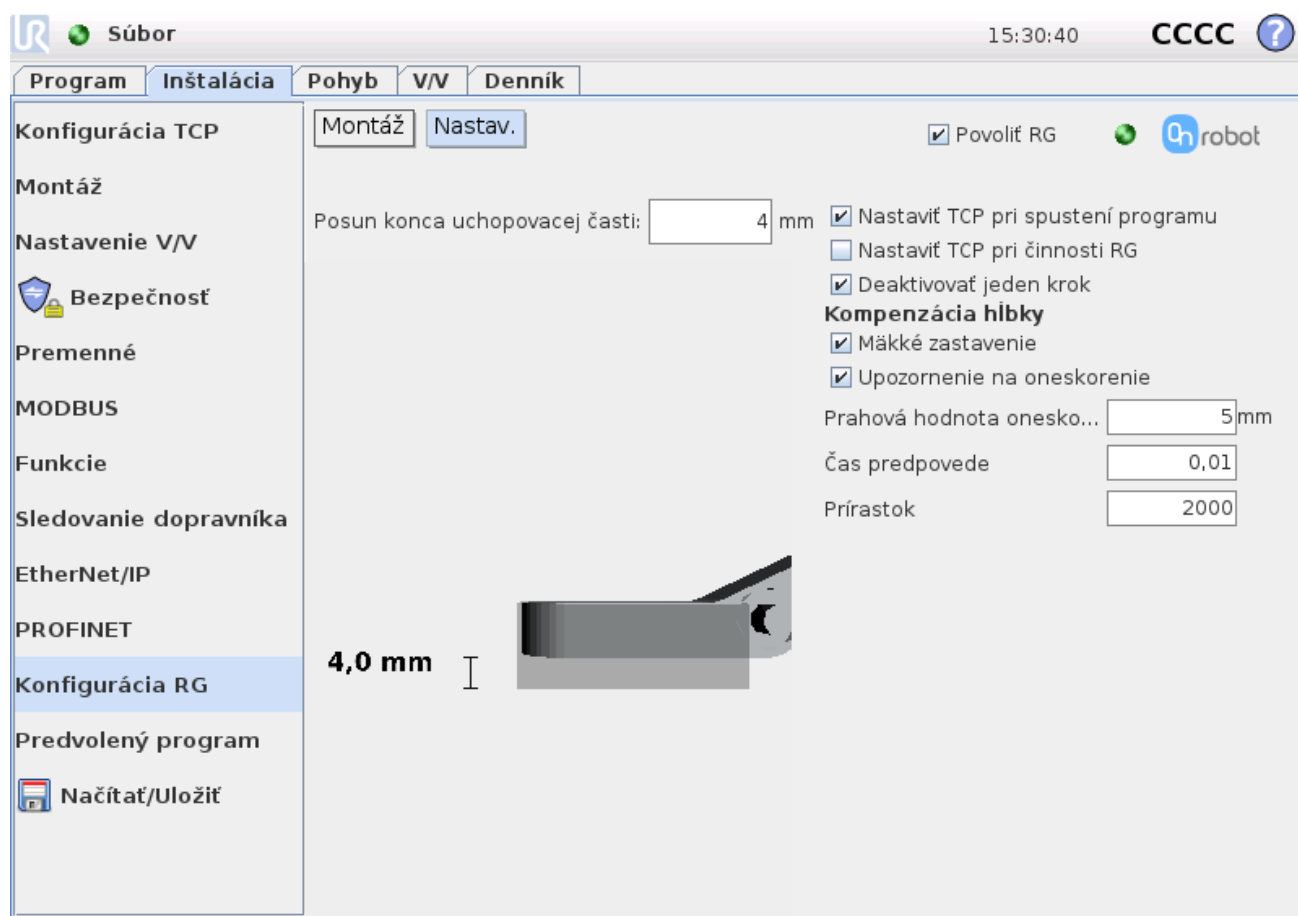 UR Súbor 15:30:40 CCCC ?
Program Inštalácia Pohyb V/V Denník
Konfigurácia TCP
Montáž
Nastavenie V/V
Bezpečnosť
Premenné
MODBUS
Funkcie
Sledovanie dopravníka
EtherNet/IP
PROFINET
Konfigurácia RG
Predvolený program
Načítať/Uložiť
Montáž Nastav.
Povoliť RG
On robot
Posun konca uchopovacej časti: 4 mm
4,0 mm
Nastaviť TCP pri spustení programu
Nastaviť TCP pri činnosti RG
Deaktivovať jeden krok
Kompenzácia hĺbky
Mäkké zastavenie
Upozornenie na oneskorenie
Prahová hodnota onesko... 5 mm
Čas predpovede 0,01
Prírastok 2000